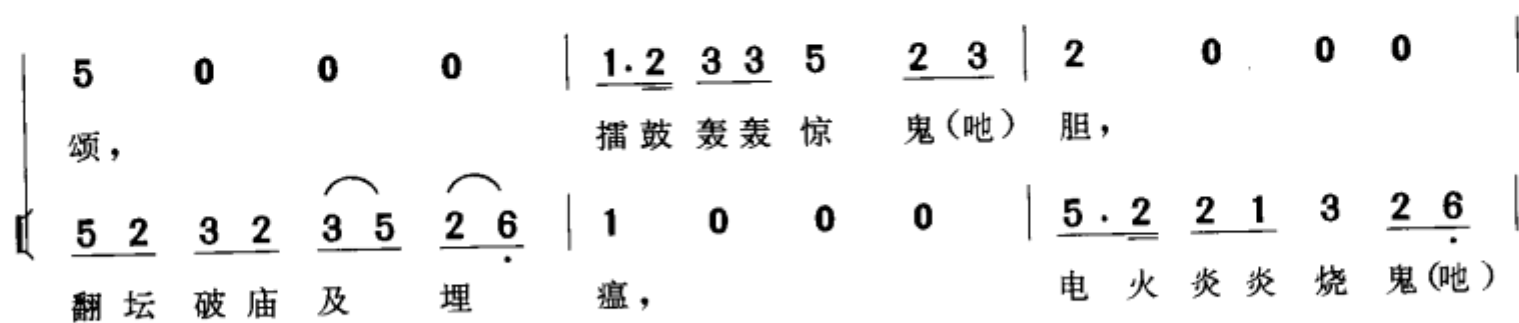 5 0 0 0 | 1·2 3 3 5 2 3 | 2 0 0 0 |
颂， 擂鼓 轰轰 惊 鬼（吔） 胆，
5 2 3 2 3 5 2 6̣ | 1 0 0 0 | 5·2 2 1 3 2 6̣ |
翻坛 破庙 及 埋 瘟， 电火 炎炎 烧 鬼（吔）